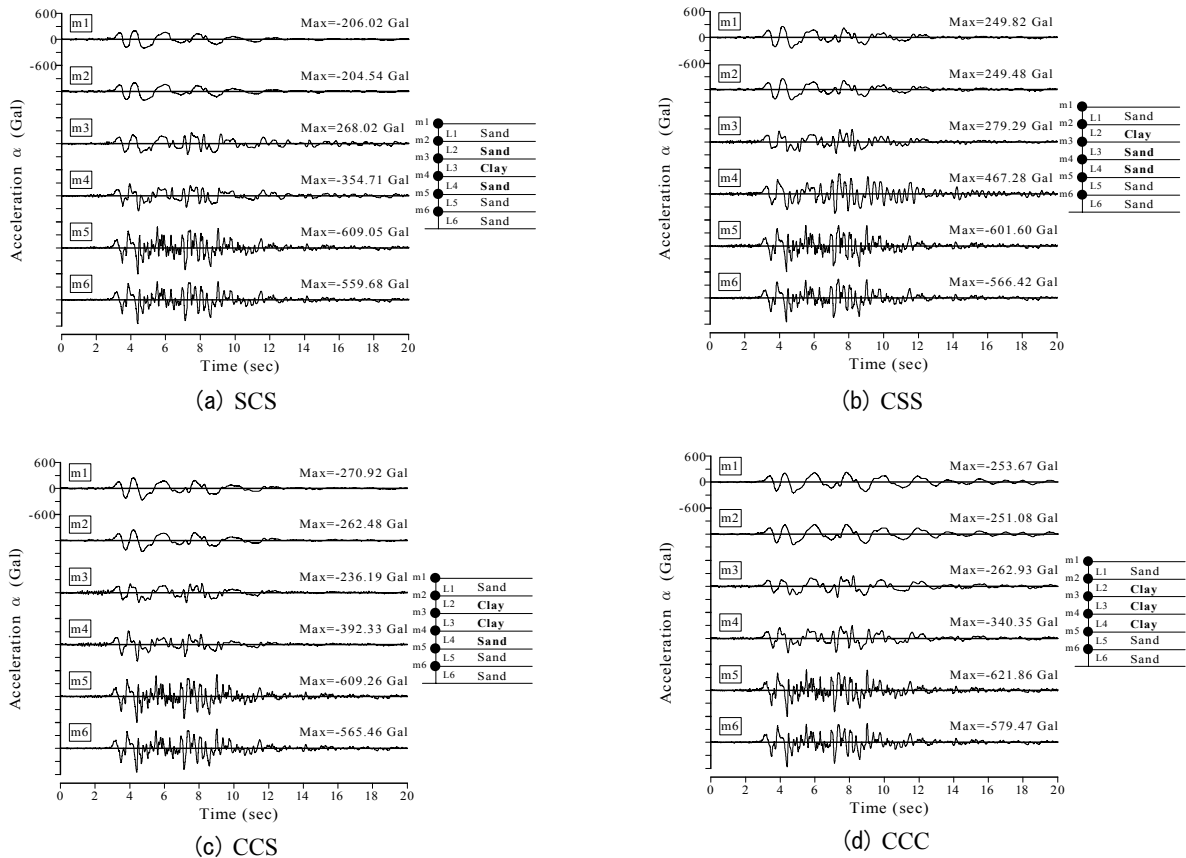 600
0
-600
m1
Max=-206.02 Gal
m2
Max=-204.54 Gal
m3
Max=268.02 Gal
m4
Max=-354.71 Gal
m5
Max=-609.05 Gal
m6
Max=-559.68 Gal
Acceleration α (Gal)
0 2 4 6 8 10 12 14 16 18 20
Time (sec)
m1
L1 Sand
m2
L2 Sand
m3
L3 Clay
m4
L4 Sand
m5
L5 Sand
m6
L6 Sand
(a) SCS
600
0
-600
m1
Max=249.82 Gal
m2
Max=249.48 Gal
m3
Max=279.29 Gal
m4
Max=467.28 Gal
m5
Max=-601.60 Gal
m6
Max=-566.42 Gal
Acceleration α (Gal)
0 2 4 6 8 10 12 14 16 18 20
Time (sec)
m1
L1 Sand
m2
L2 Clay
m3
L3 Sand
m4
L4 Sand
m5
L5 Sand
m6
L6 Sand
(b) CSS
600
0
-600
m1
Max=-270.92 Gal
m2
Max=-262.48 Gal
m3
Max=-236.19 Gal
m4
Max=-392.33 Gal
m5
Max=-609.26 Gal
m6
Max=-565.46 Gal
Acceleration α (Gal)
0 2 4 6 8 10 12 14 16 18 20
Time (sec)
m1
L1 Sand
m2
L2 Clay
m3
L3 Clay
m4
L4 Sand
m5
L5 Sand
m6
L6 Sand
(c) CCS
600
0
-600
m1
Max=-253.67 Gal
m2
Max=-251.08 Gal
m3
Max=-262.93 Gal
m4
Max=-340.35 Gal
m5
Max=-621.86 Gal
m6
Max=-579.47 Gal
Acceleration α (Gal)
0 2 4 6 8 10 12 14 16 18 20
Time (sec)
m1
L1 Sand
m2
L2 Clay
m3
L3 Clay
m4
L4 Clay
m5
L5 Sand
m6
L6 Sand
(d) CCC